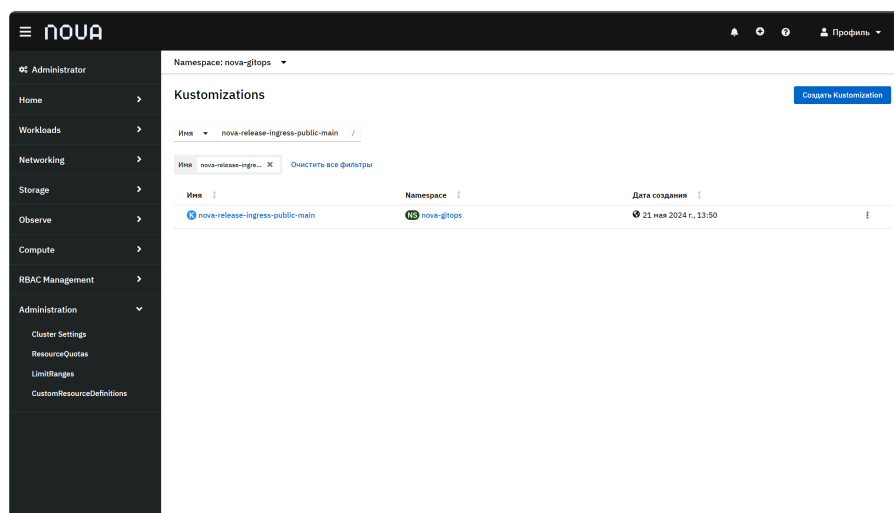 NOUA
Профиль
Administrator
Namespace: nova-gitops
Home
Workloads
Networking
Storage
Observe
Compute
RBAC Management
Administration
Cluster Settings
ResourceQuotas
LimitRanges
CustomResourceDefinitions
Kustomizations
Создать Kustomization
Имя nova-release-ingress-public-main /
Имя nova-release-ingre... Очистить все фильтры
Имя Namespace Дата создания
K nova-release-ingress-public-main NS nova-gitops 21 мая 2024 г., 13:50